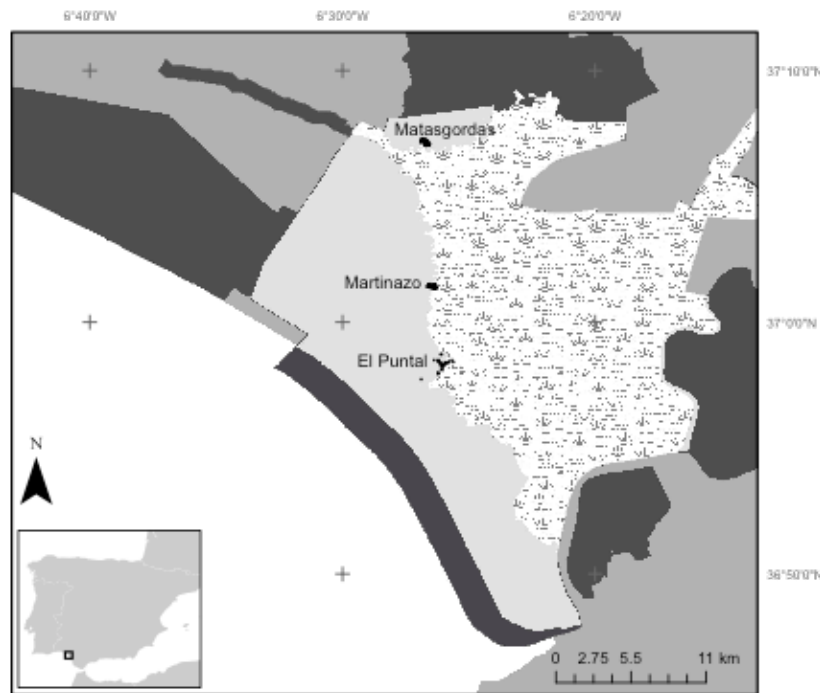 6°40'0"W 6°30'0"W 6°20'0"W
37°10'0"N
Matasgordas
Martinazo
37°0'0"N
El Puntal
N
36°50'0"N
0 2.75 5.5 11 km